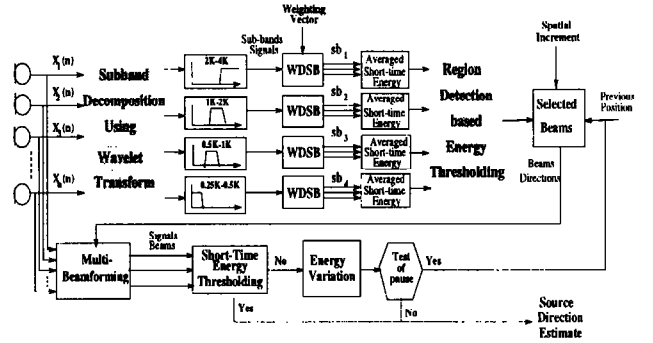 Weighting
Vector
Sub-bands
Signals
Spatial
Increment
X1(n)
X2(n)
X3(n)
Subband
Decomposition
Using
Wavelet
Transform
2K-4K
1K-2K
0.5K-1K
0.25K-0.5K
WDSB
WDSB
WDSB
WDSB
sb1
sb2
sb3
sb4
Averaged
Short-time
Energy
Averaged
Short-time
Energy
Averaged
Short-time
Energy
Averaged
Short-time
Energy
Region
Detection
based
Energy
Thresholding
Selected
Beams
Previous
Position
Beams
Directions
Multi-
Beamforming
Signals
Beams
Short-Time
Energy
Thresholding
No
Energy
Variation
Test
of
pause
Yes
Yes
No
Source
Direction
Estimate